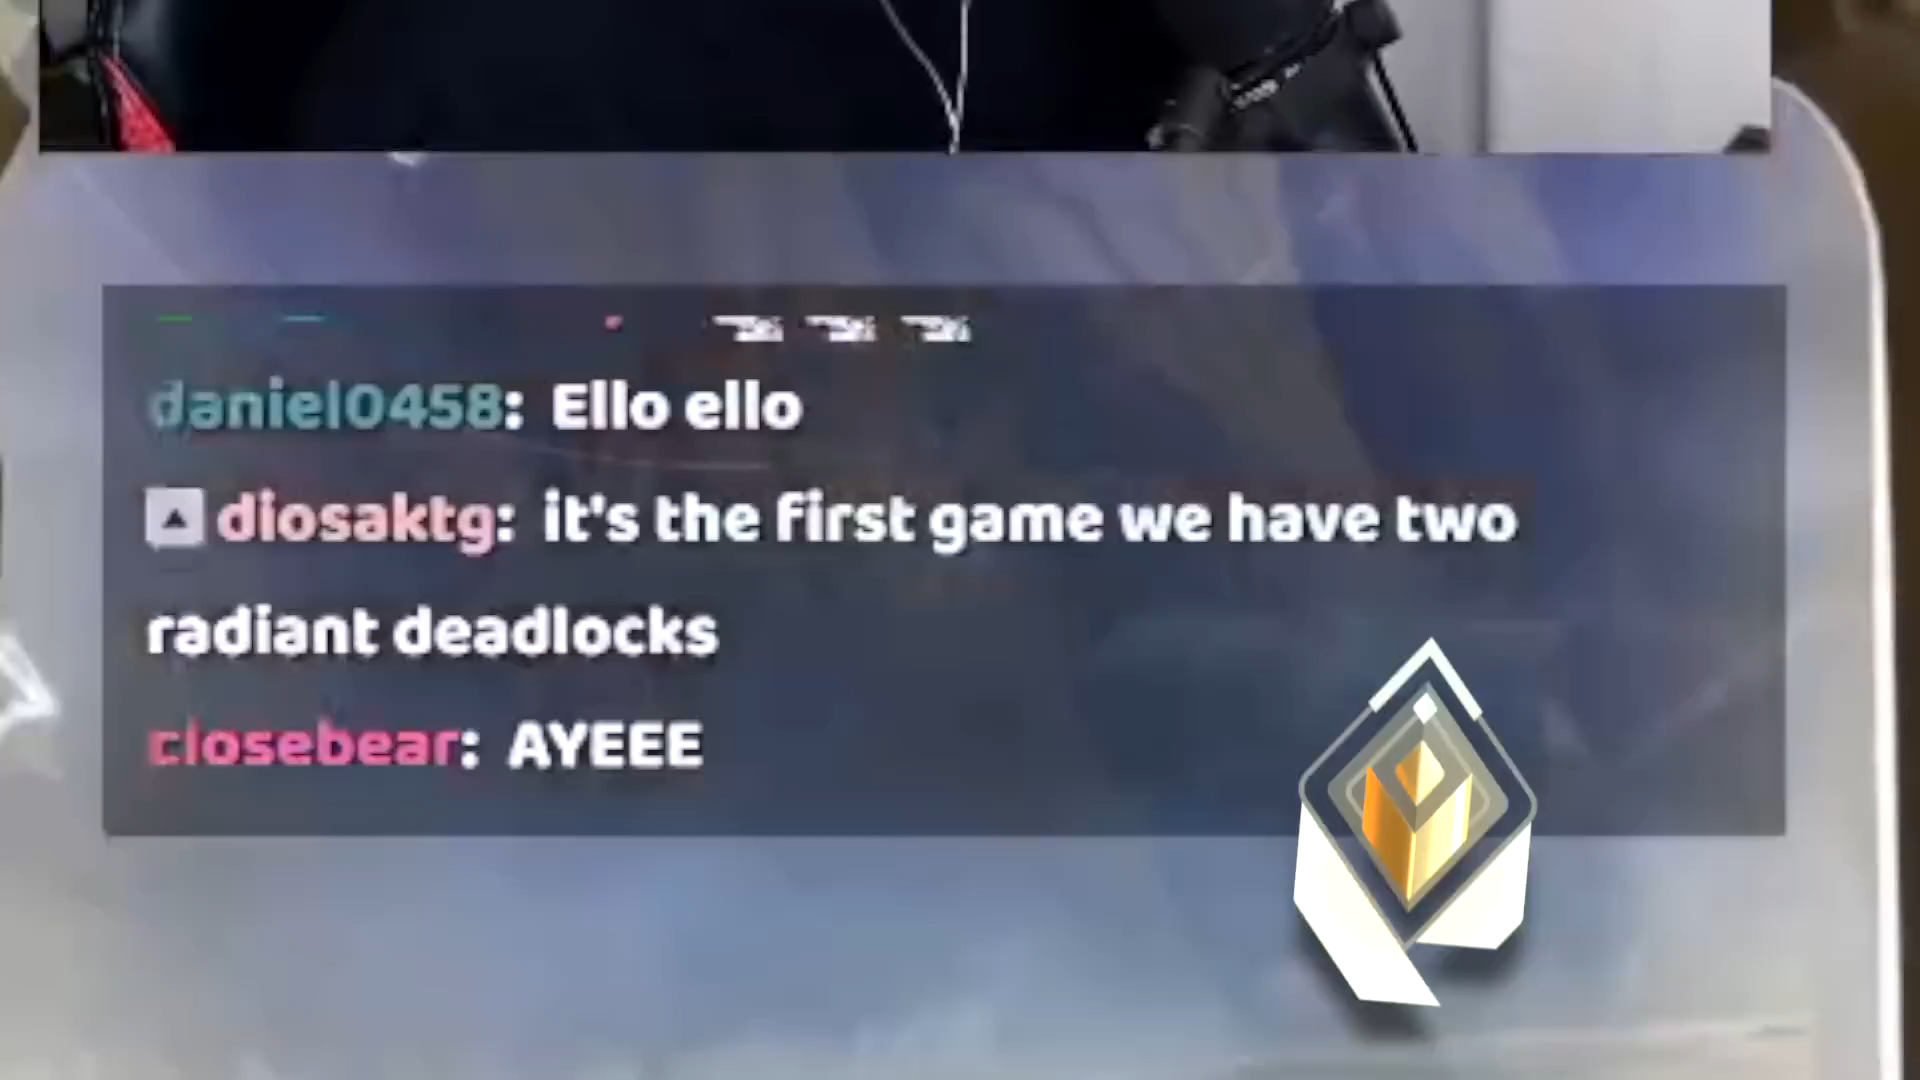 daniel0458: Ello ello
diosaktg: it's the first game we have two
radiant deadlocks
closebear: AYEEE